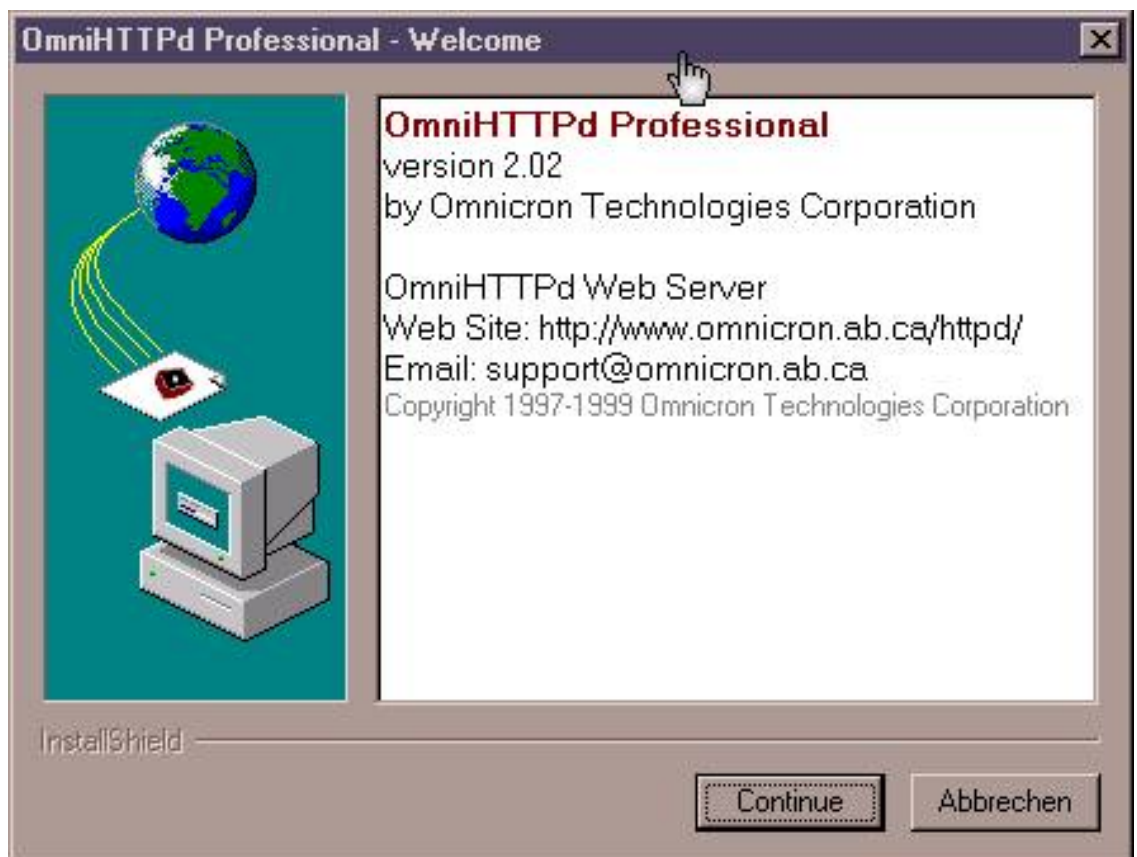 OmniHTTPd Professional - Welcome
OmniHTTPd Professional
version 2.02
by Omnicron Technologies Corporation
OmniHTTPd Web Server
Web Site: http://www.omnicron.ab.ca/httpd/
Email: support@omnicron.ab.ca
Copyright 1997-1999 Omnicron Technologies Corporation
InstallShield
Continue
Abbrechen